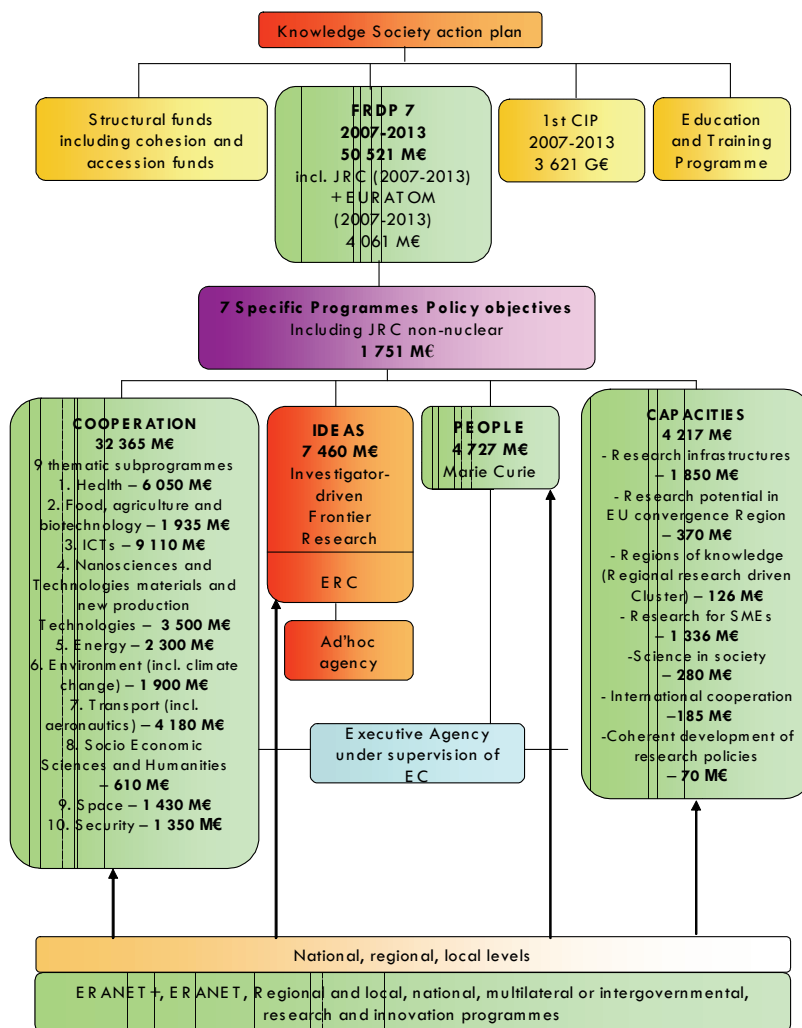 Knowledge Society action plan
Structural funds
including cohesion and
accession funds
FRDP 7
2007-2013
50 521 M€
incl. JRC (2007-2013)
+EURATOM
(2007-2013)
4 061 M€
1st CIP
2007-2013
3 621 G€
Education
and Training
Programme
7 Specific Programmes Policy objectives
Including JRC non-nuclear
1 751 M€
COOPERATION
32 365 M€
9 thematic subprogrammes
1. Health – 6 050 M€
2. Food, agriculture and
biotechnology – 1 935 M€
3. ICTs – 9 110 M€
4. Nanosciences and
Technologies materials and
new production
Technologies – 3 500 M€
5. Energy – 2 300 M€
6. Environment (incl. climate
change) – 1 900 M€
7. Transport (incl.
aeronautics) – 4 180 M€
8. Socio Economic
Sciences and Humanities
– 610 M€
9. Space – 1 430 M€
10. Security – 1 350 M€
IDEAS
7 460 M€
Investigator-
driven
Frontier
Research
ERC
Ad'hoc
agency
PEOPLE
4 727 M€
Marie Curie
CAPACITIES
4 217 M€
- Research infrastructures
– 1 850 M€
- Research potential in
EU convergence Region
– 370 M€
- Regions of knowledge
(Regional research driven
Cluster) – 126 M€
- Research for SMEs
– 1 336 M€
-Science in society
– 280 M€
- International cooperation
–185 M€
-Coherent development of
research policies
– 70 M€
Executive Agency
under supervision of
EC
National, regional, local levels
ERANET+, ERANET, Regional and local, national, multilateral or intergovernmental,
research and innovation programmes